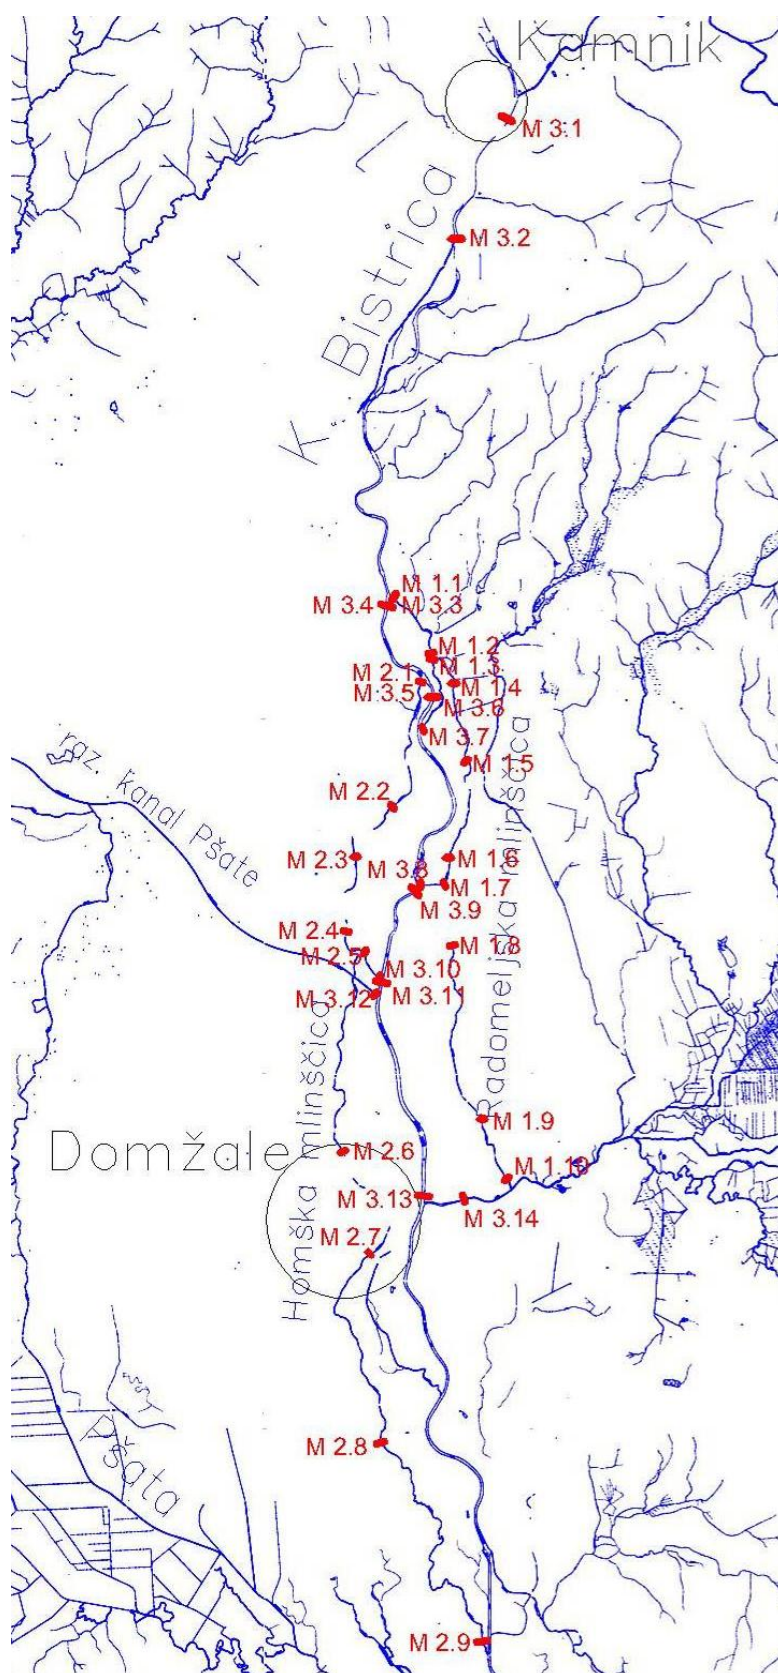 Kamnik
M 3.1
K. Bistrica
M 3.2
M 1.1
M 3.4
M 3.3
M 1.2
M 1.3
M 2.1
M 1.4
M 3.5
M 3.6
M 3.7
raz. kanal Pšate
M 1.5
M 2.2
Radomeljska mlinščica
M 2.3
M 3.8
M 1.6
M 1.7
M 3.9
M 2.4
M 2.5
M 1.8
M 3.10
M 3.11
M 3.12
Homška mlinščica
M 1.9
Domžale
M 2.6
M 1.10
M 3.13
M 3.14
M 2.7
Pšata
M 2.8
M 2.9